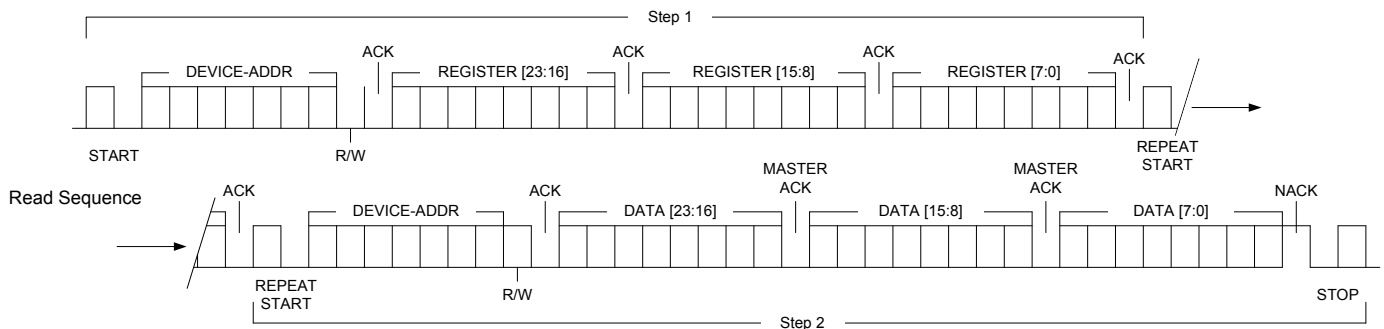 Step 1
ACK ACK ACK ACK
DEVICE-ADDR REGISTER [23:16] REGISTER [15:8] REGISTER [7:0]
START R/W REPEAT
START
Read Sequence
ACK ACK MASTER
ACK MASTER
ACK NACK
DEVICE-ADDR DATA [23:16] DATA [15:8] DATA [7:0]
REPEAT
START R/W STOP
Step 2